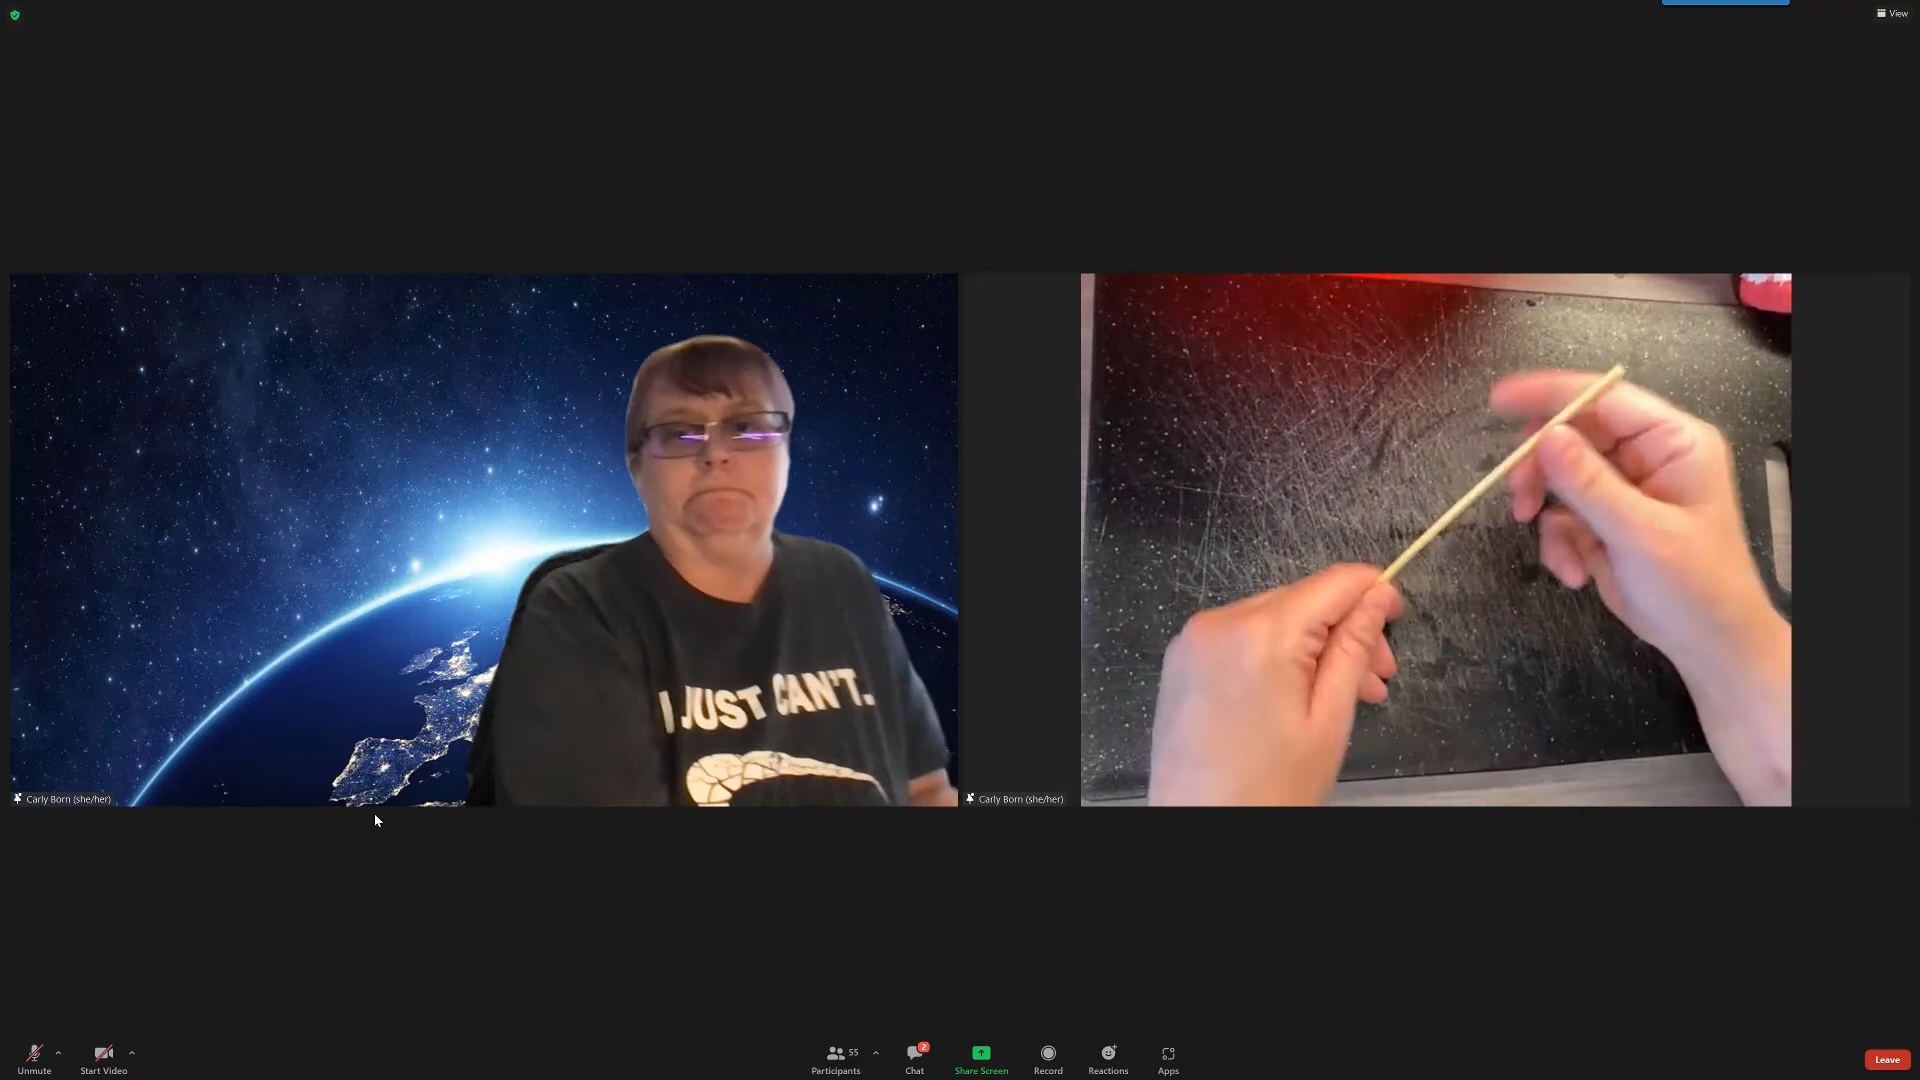 View
I JUST CAN'T.
Carly Born (she/her)
Carly Born (she/her)
Unmute
Start Video
55
Participants
2
Chat
Share Screen
Record
Reactions
Apps
Leave